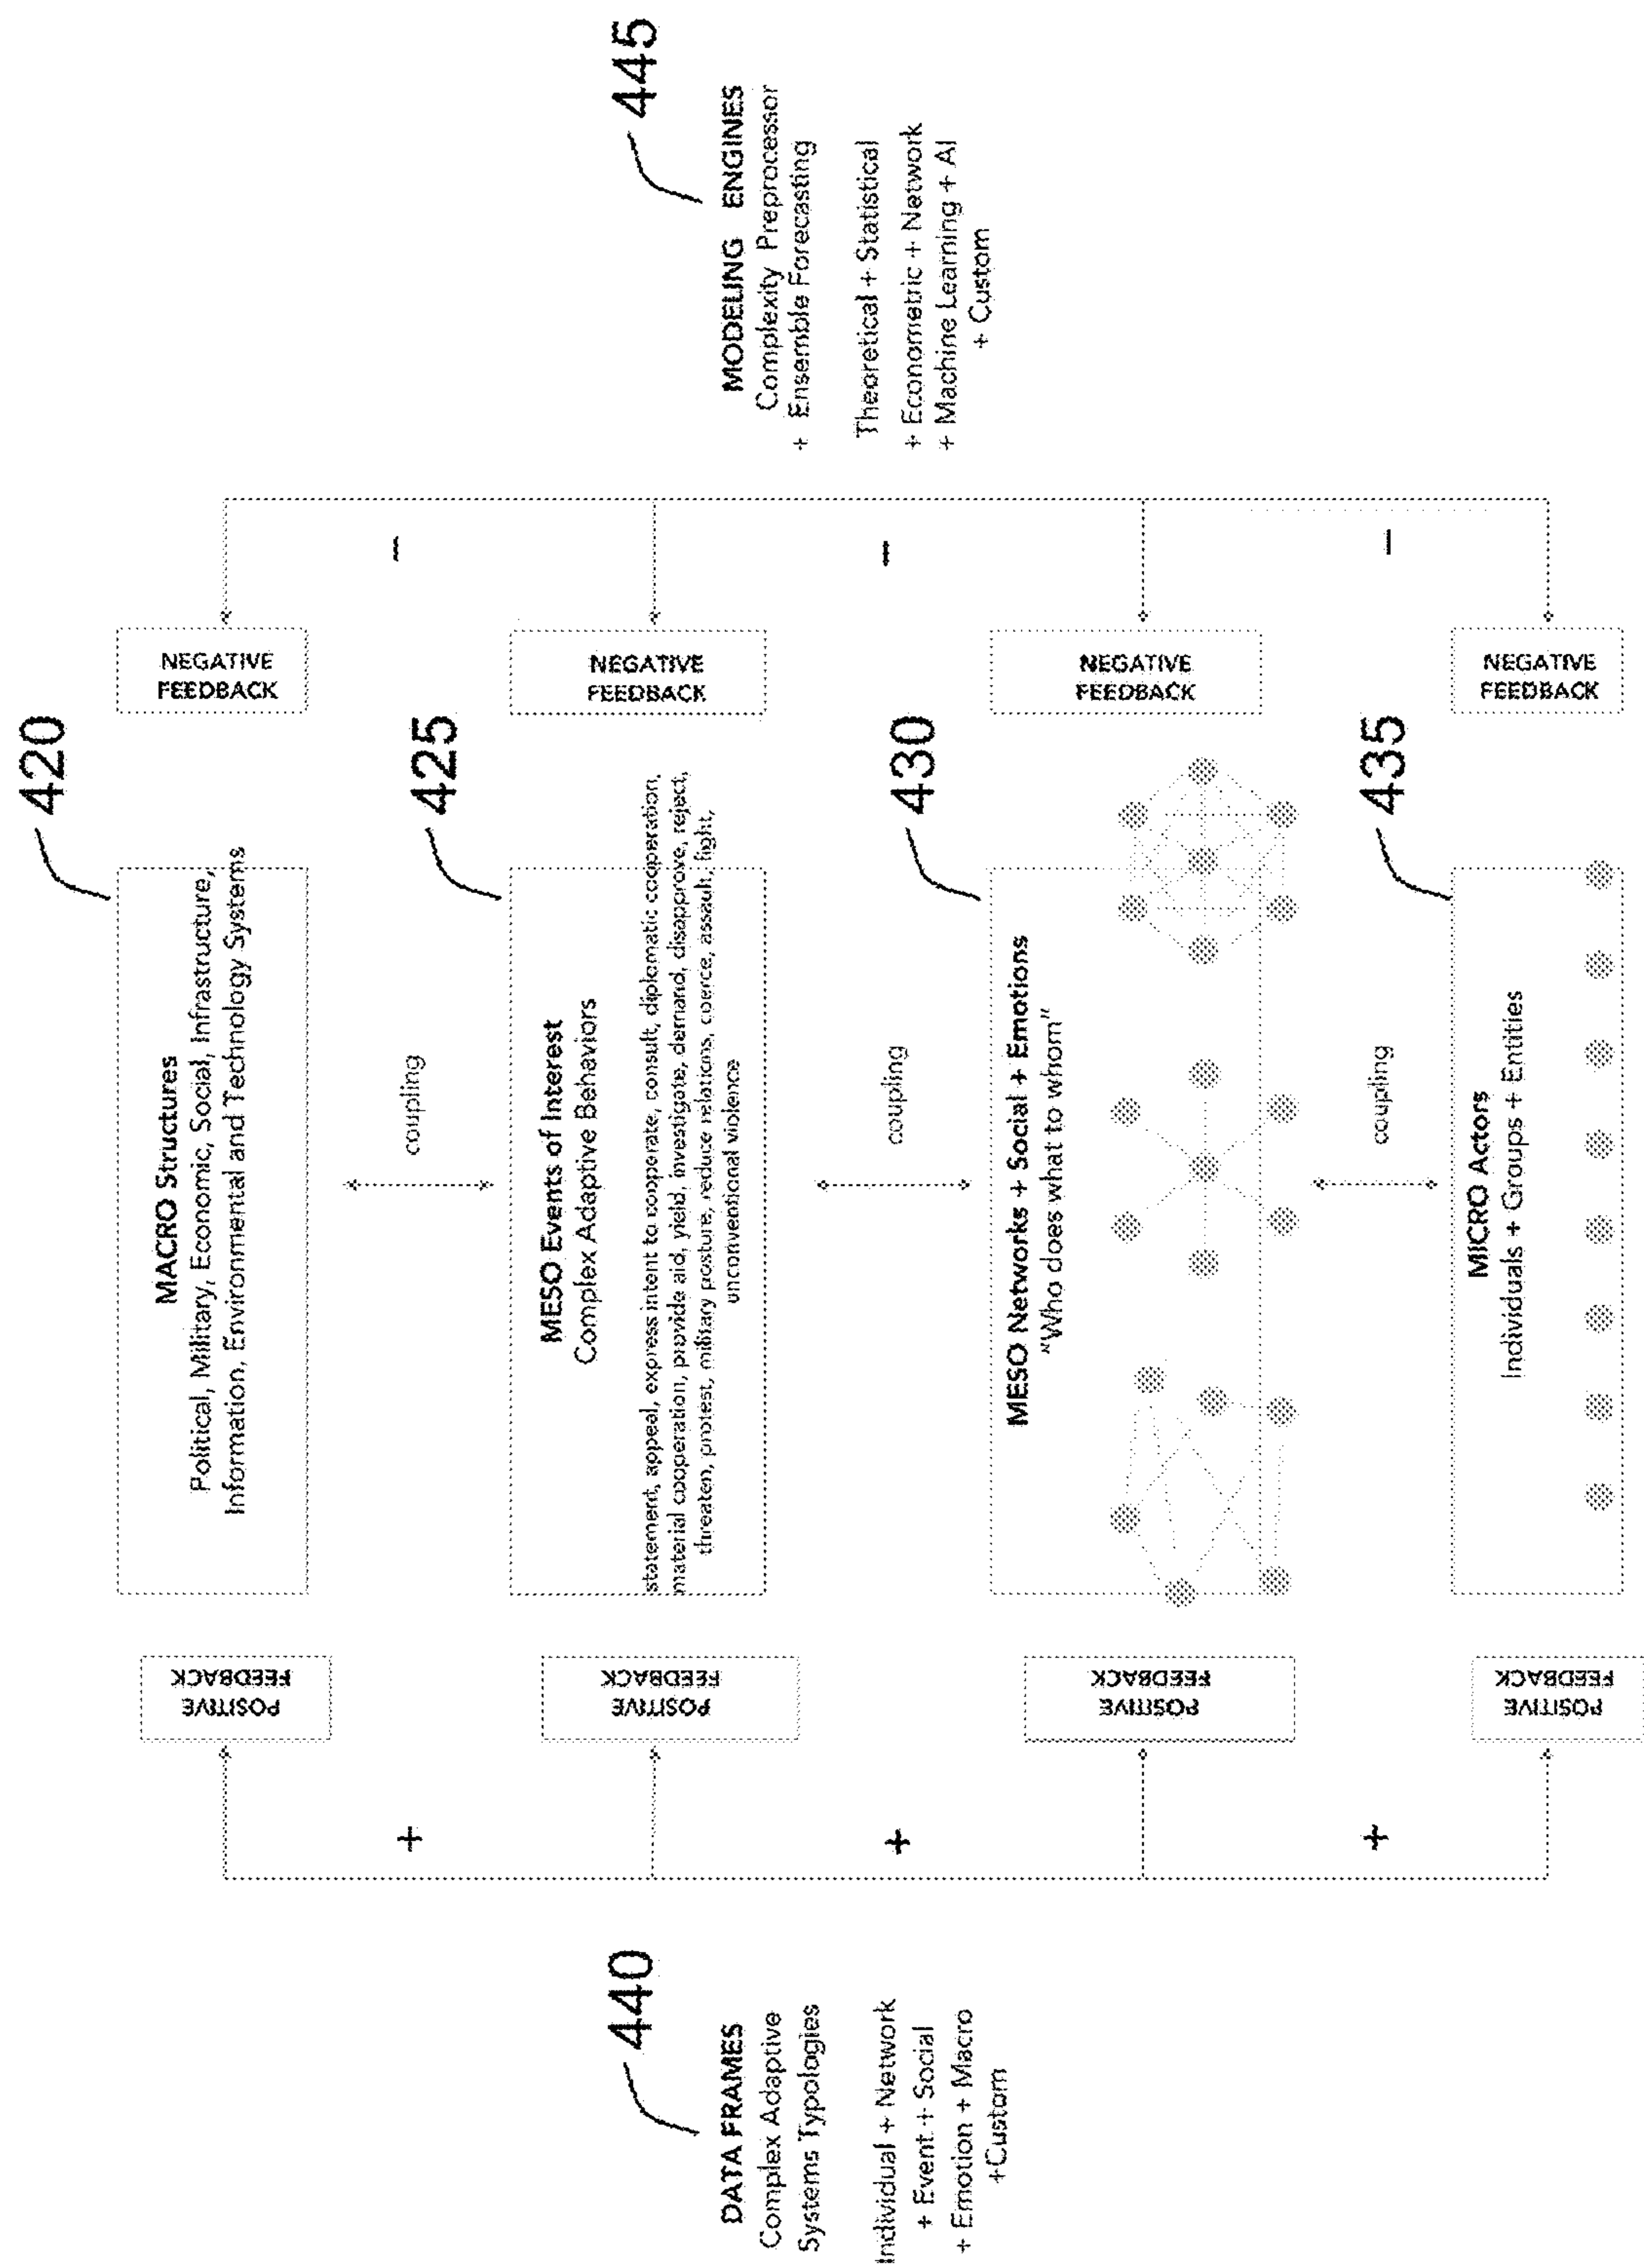 440
DATA FRAMES
Complex Adaptive
Systems Typologies
Individual + Network
+ Event + Social
+ Emotion + Macro
+Custom
420
POSITIVE
FEEDBACK
MACRO Structures
Political, Military, Economic, Social, Infrastructure,
Information, Environmental and Technology Systems
NEGATIVE
FEEDBACK
+
coupling
–
425
POSITIVE
FEEDBACK
MESO Events of Interest
Complex Adaptive Behaviors
statement, appeal, express intent to cooperate, consult, diplomatic cooperation,
material cooperation, provide aid, yield, investigate, demand, disapprove, reject,
threaten, protest, military posture, reduce relations, coerce, assault, fight,
unconventional violence
NEGATIVE
FEEDBACK
+
coupling
–
430
POSITIVE
FEEDBACK
MESO Networks + Social + Emotions
"Who does what to whom"
NEGATIVE
FEEDBACK
+
coupling
–
435
POSITIVE
FEEDBACK
MICRO Actors
Individuals + Groups + Entities
NEGATIVE
FEEDBACK
445
MODELING ENGINES
Complexity Preprocessor
+ Ensemble Forecasting
Theoretical + Statistical
+ Econometric + Network
+ Machine Learning + AI
+ Custom